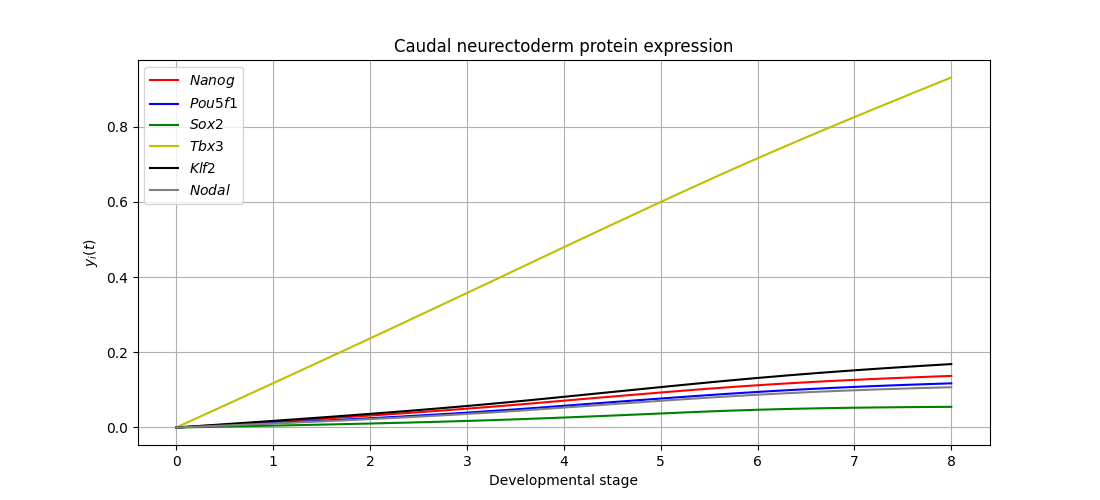 Caudal neurectoderm protein expression
Nanog
Pou5f1
Sox2
Tbx3
Klf2
Nodal
0.8
0.6
0.4
0.2
0.0
y_i(t)
0 1 2 3 4 5 6 7 8
Developmental stage